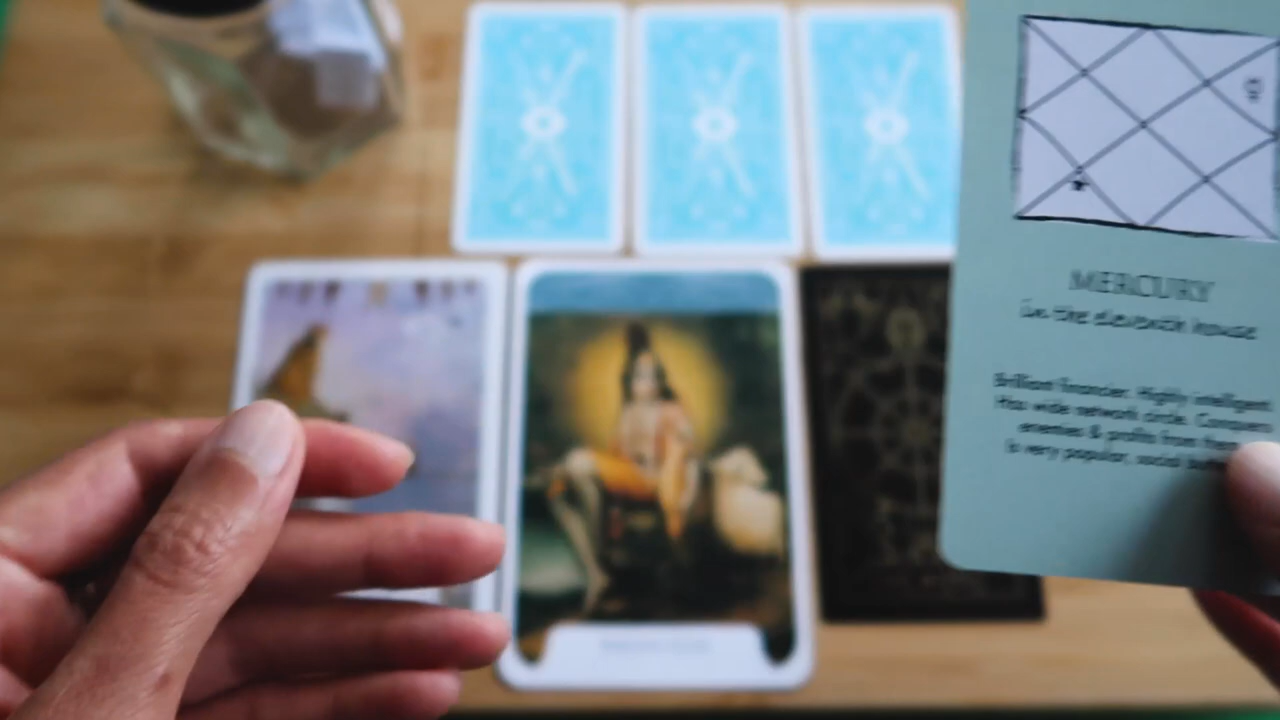 MERCURY
in the eleventh house
Brilliant financier. Highly intelligent.
Has wide network circle. Conquers
enemies & profits from
is very popular, social